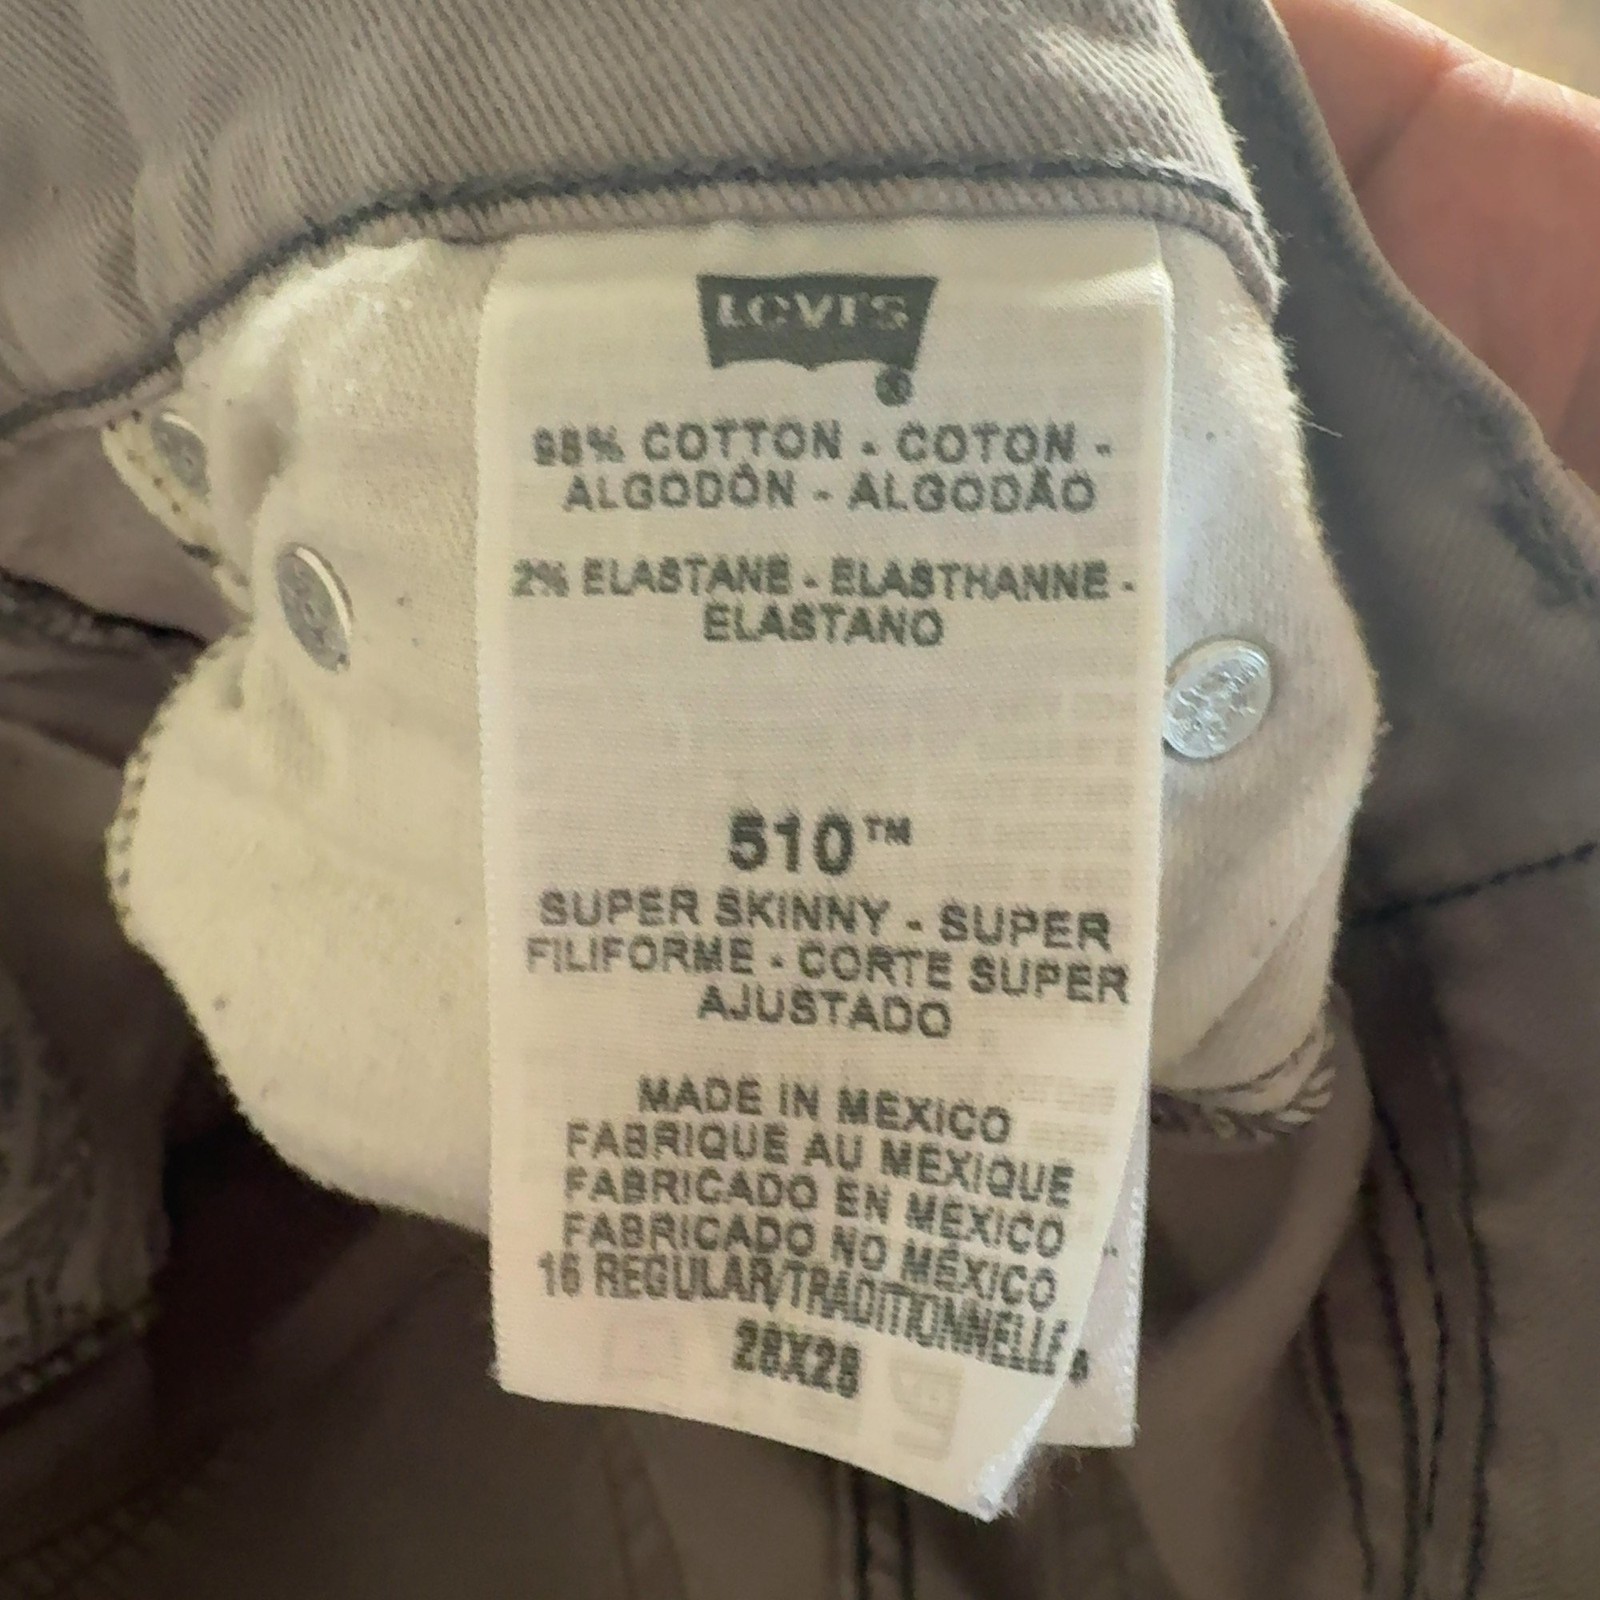 LEVI'S
98% COTTON - COTON -
ALGODÓN - ALGODÃO
2% ELASTANE - ELASTHANNE -
ELASTANO
510™
SUPER SKINNY - SUPER
FILIFORME - CORTE SUPER
AJUSTADO
MADE IN MEXICO
FABRIQUE AU MEXIQUE
FABRICADO EN MEXICO
FABRICADO NO MÉXICO
16 REGULAR/TRADITIONNELLE
28X28